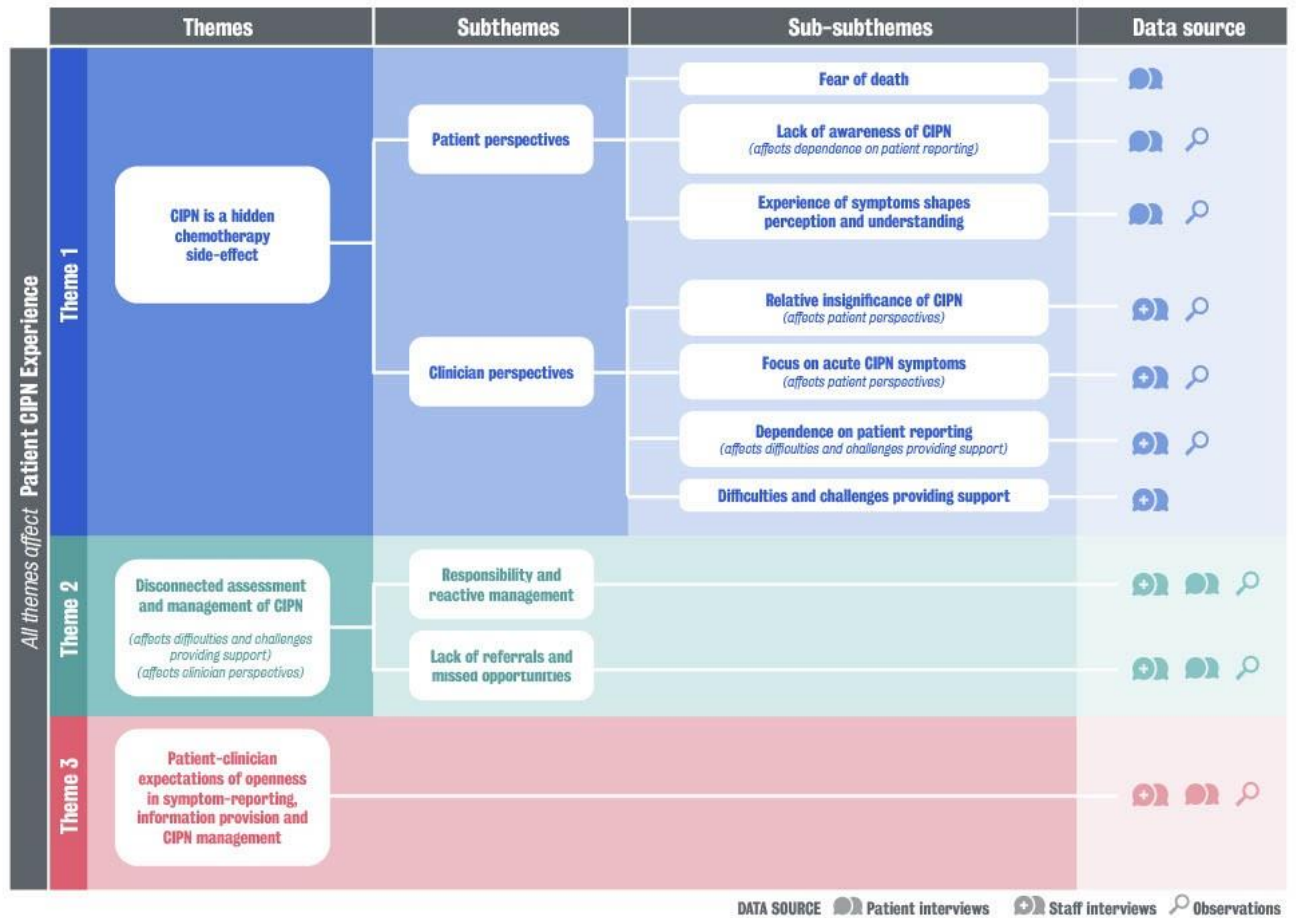 Themes
Subthemes
Sub-subthemes
Data source
All themes affect Patient CIPN Experience
Theme 1
CIPN is a hidden
chemotherapy
side-effect
Patient perspectives
Fear of death
Lack of awareness of CIPN
(affects dependence on patient reporting)
Experience of symptoms shapes
perception and understanding
Clinician perspectives
Relative insignificance of CIPN
(affects patient perspectives)
Focus on acute CIPN symptoms
(affects patient perspectives)
Dependence on patient reporting
(affects difficulties and challenges providing support)
Difficulties and challenges providing support
Theme 2
Disconnected assessment
and management of CIPN
(affects difficulties and challenges
providing support)
(affects clinician perspectives)
Responsibility and
reactive management
Lack of referrals and
missed opportunities
Theme 3
Patient-clinician
expectations of openness
in symptom-reporting,
information provision and
CIPN management
DATA SOURCE Patient interviews Staff interviews Observations